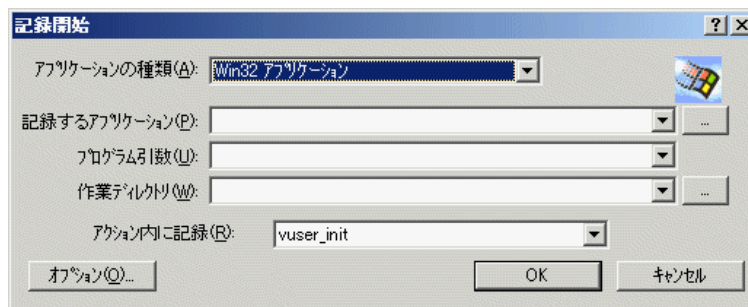 記録開始
アプリケーションの種類(A): Win32 アプリケーション
記録するアプリケーション(P): ...
プログラム引数(U):
作業ディレクトリ(W): ...
アクション内に記録(R): vuser_init
オプション(O)... OK キャンセル